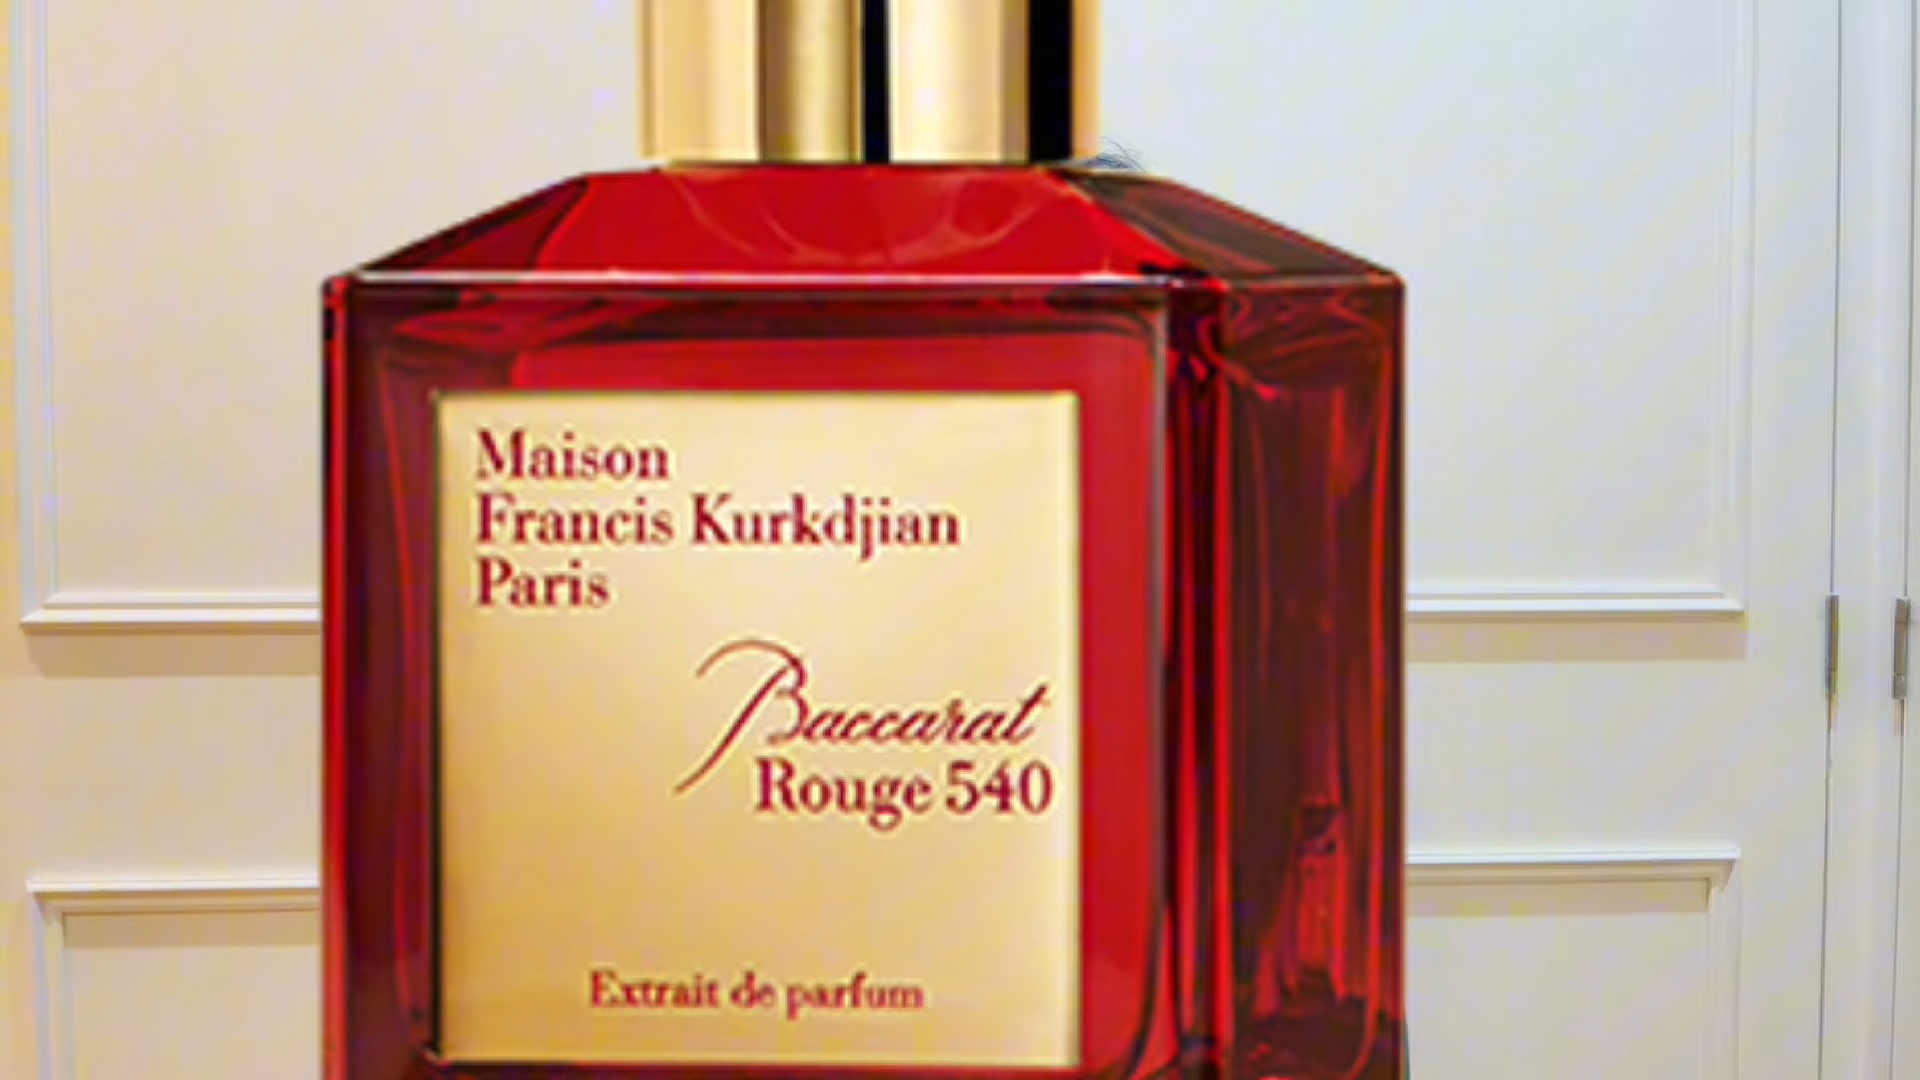 Maison
Francis Kurkdjian
Paris
Baccarat
Rouge 540
Extrait de parfum